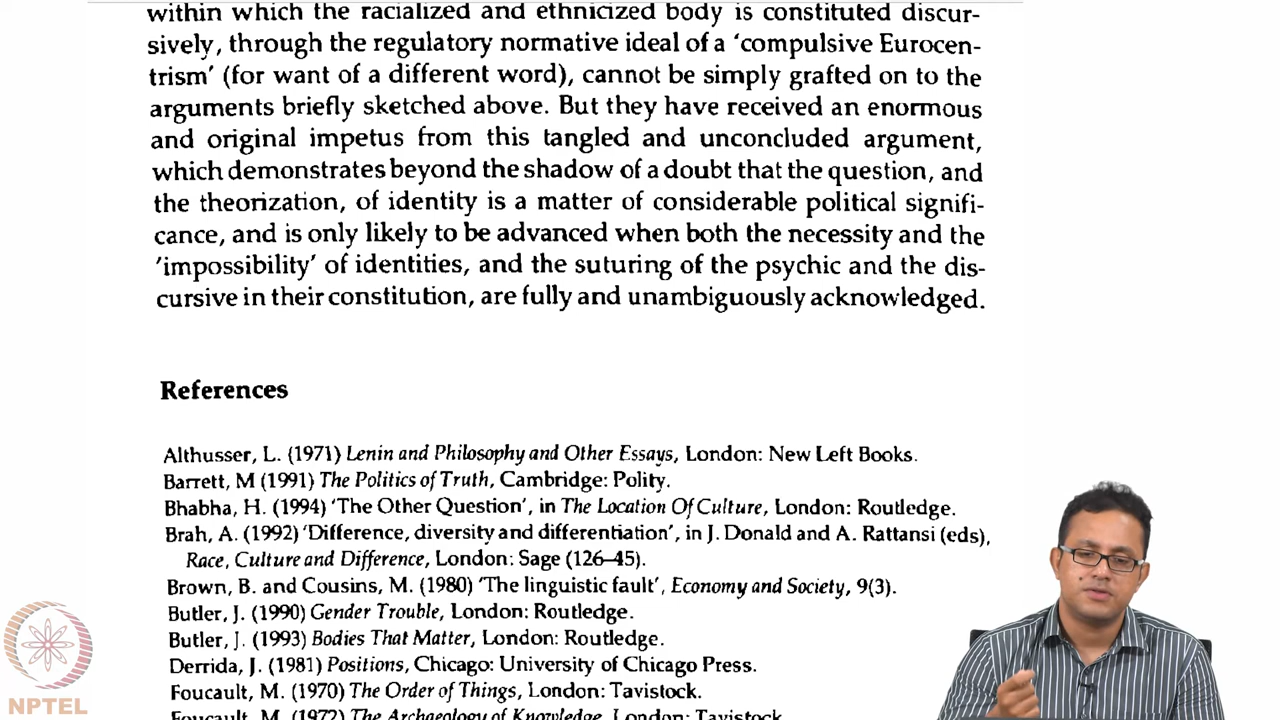 within which the racialized and ethnicized body is constituted discur-
sively, through the regulatory normative ideal of a 'compulsive Eurocen-
trism' (for want of a different word), cannot be simply grafted on to the
arguments briefly sketched above. But they have received an enormous
and original impetus from this tangled and unconcluded argument,
which demonstrates beyond the shadow of a doubt that the question, and
the theorization, of identity is a matter of considerable political signifi-
cance, and is only likely to be advanced when both the necessity and the
'impossibility' of identities, and the suturing of the psychic and the dis-
cursive in their constitution, are fully and unambiguously acknowledged.
References
Althusser, L. (1971) Lenin and Philosophy and Other Essays, London: New Left Books.
Barrett, M (1991) The Politics of Truth, Cambridge: Polity.
Bhabha, H. (1994) 'The Other Question', in The Location Of Culture, London: Routledge.
Brah, A. (1992) 'Difference, diversity and differentiation', in J. Donald and A. Rattansi (eds),
Race, Culture and Difference, London: Sage (126–45).
Brown, B. and Cousins, M. (1980) 'The linguistic fault', Economy and Society, 9(3).
Butler, J. (1990) Gender Trouble, London: Routledge.
Butler, J. (1993) Bodies That Matter, London: Routledge.
Derrida, J. (1981) Positions, Chicago: University of Chicago Press.
Foucault, M. (1970) The Order of Things, London: Tavistock.
Foucault, M. (1972) The Archaeology of Knowledge, London: Tavistock
NPTEL